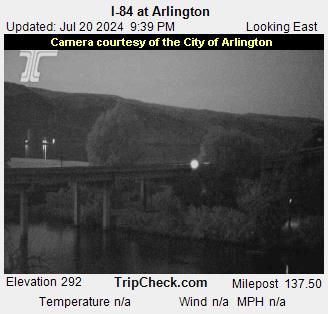 I-84 at Arlington
Updated: Jul 20 2024 9:39 PM Looking East
Camera courtesy of the City of Arlington
Elevation 292 TripCheck.com Milepost 137.50
Temperature n/a Wind n/a MPH n/a